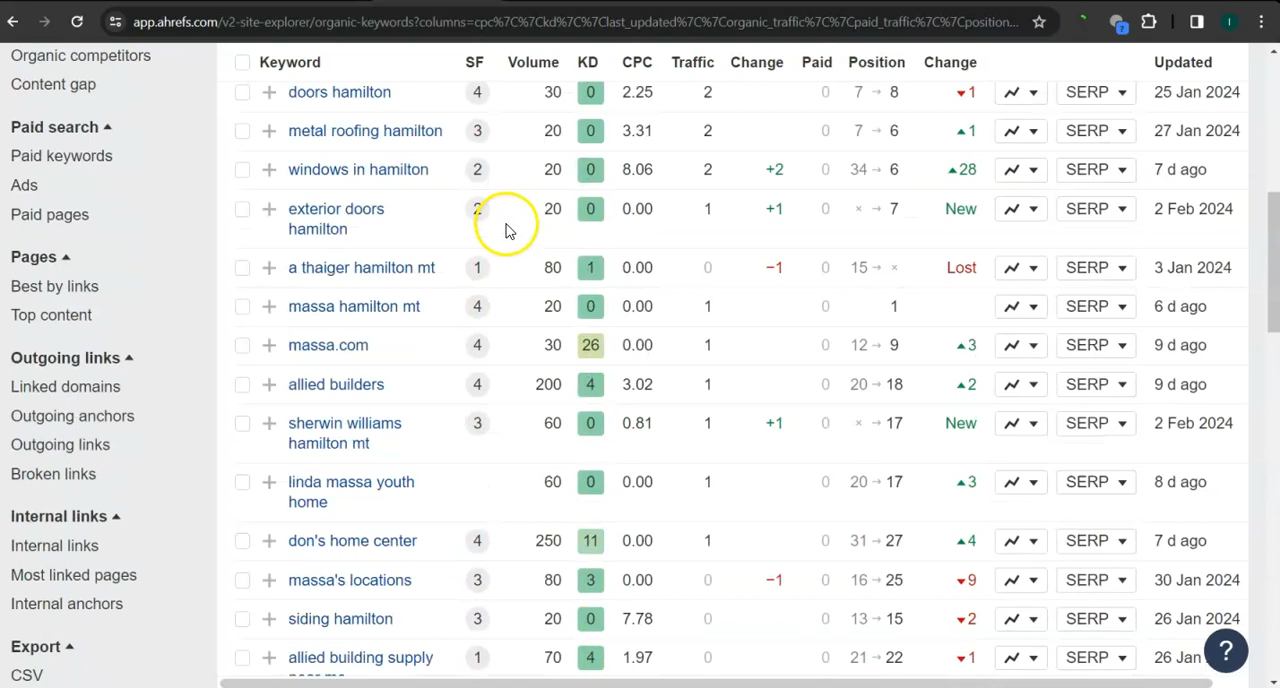 app.ahrefs.com/v2-site-explorer/organic-keywords?columns=cpc%7C%7Ckd%7C%7Clast_updated%7C%7Corganic_traffic%7C%7Cpaid_traffic%7C%7Cposition...
I
Organic competitors
Content gap
Paid search
Paid keywords
Ads
Paid pages
Pages
Best by links
Top content
Outgoing links
Linked domains
Outgoing anchors
Outgoing links
Broken links
Internal links
Internal links
Most linked pages
Internal anchors
Export
CSV
Keyword SF Volume KD CPC Traffic Change Paid Position Change Updated
doors hamilton 4 30 0 2.25 2 0 7 → 8 ▾1 SERP ▾ 25 Jan 2024
metal roofing hamilton 3 20 0 3.31 2 0 7 → 6 ▴1 SERP ▾ 27 Jan 2024
windows in hamilton 2 20 0 8.06 2 +2 0 34 → 6 ▴28 SERP ▾ 7 d ago
exterior doors
hamilton 2 20 0 0.00 1 +1 0 × → 7 New SERP ▾ 2 Feb 2024
a thaiger hamilton mt 1 80 1 0.00 0 −1 0 15 → × Lost SERP ▾ 3 Jan 2024
massa hamilton mt 4 20 0 0.00 1 0 1 SERP ▾ 6 d ago
massa.com 4 30 26 0.00 1 0 12 → 9 ▴3 SERP ▾ 9 d ago
allied builders 4 200 4 3.02 1 0 20 → 18 ▴2 SERP ▾ 9 d ago
sherwin williams
hamilton mt 3 60 0 0.81 1 +1 0 × → 17 New SERP ▾ 2 Feb 2024
linda massa youth
home 60 0 0.00 1 0 20 → 17 ▴3 SERP ▾ 8 d ago
don's home center 4 250 11 0.00 1 0 31 → 27 ▴4 SERP ▾ 7 d ago
massa's locations 3 80 3 0.00 0 −1 0 16 → 25 ▾9 SERP ▾ 30 Jan 2024
siding hamilton 3 20 0 7.78 0 0 13 → 15 ▾2 SERP ▾ 26 Jan 2024
allied building supply 1 70 4 1.97 0 0 21 → 22 ▾1 SERP ▾ 26 Jan
?